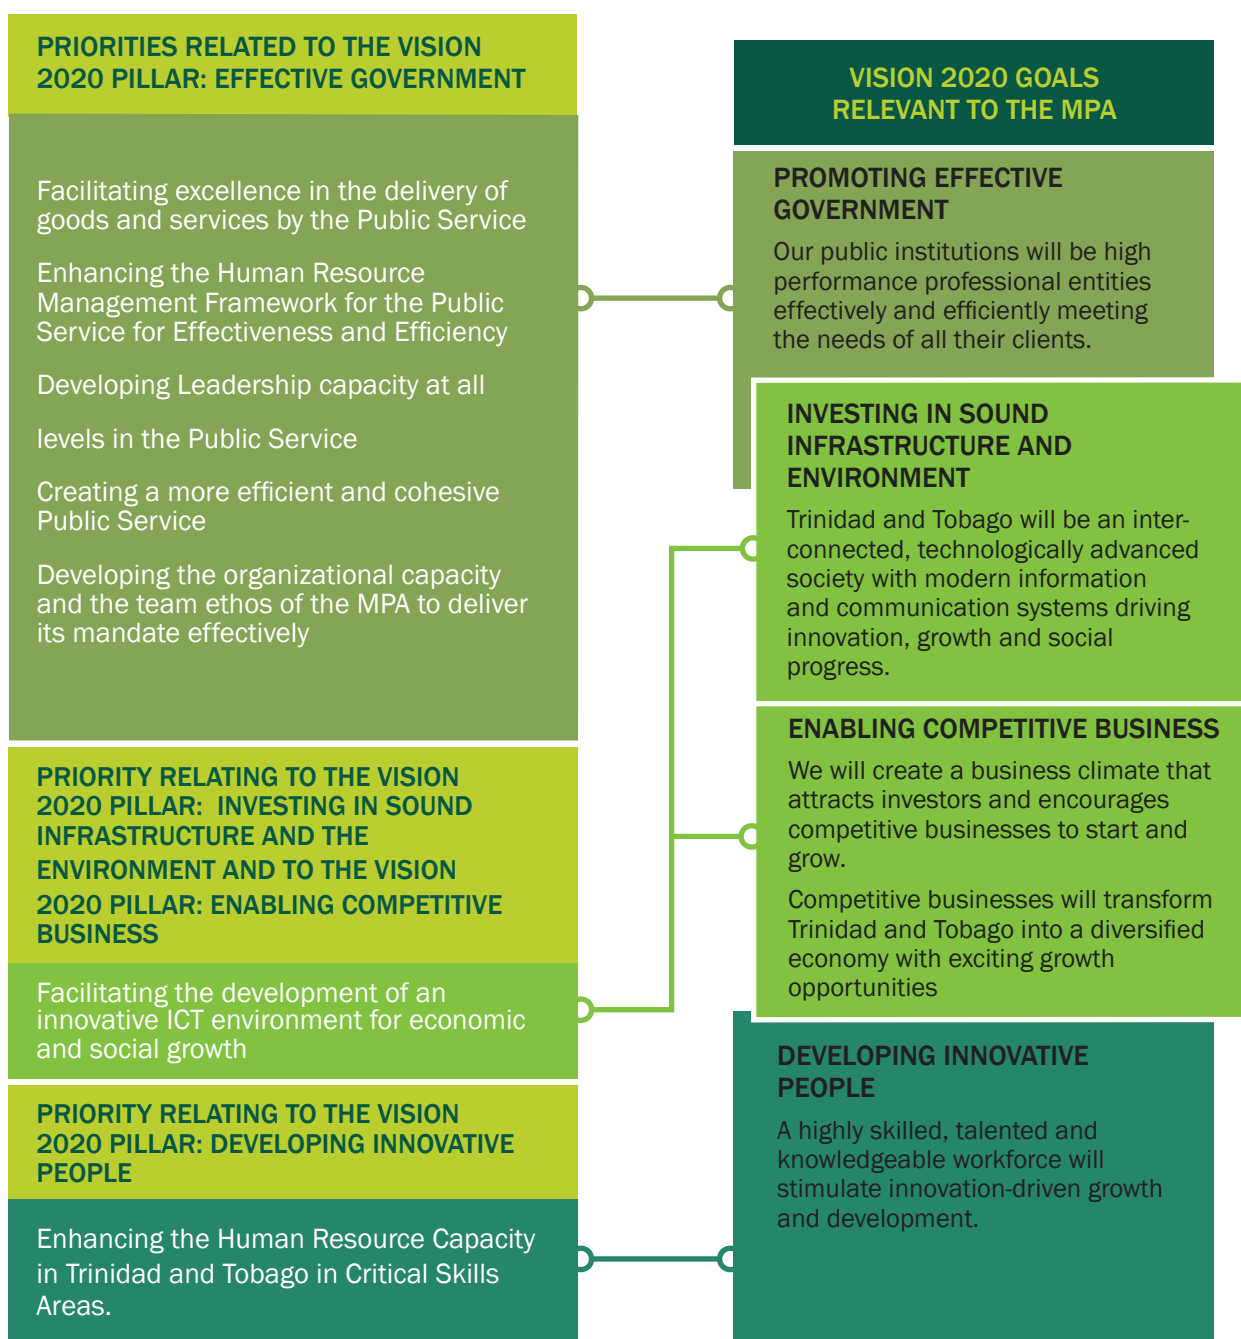 PRIORITIES RELATED TO THE VISION
2020 PILLAR: EFFECTIVE GOVERNMENT
Facilitating excellence in the delivery of
goods and services by the Public Service
Enhancing the Human Resource
Management Framework for the Public
Service for Effectiveness and Efficiency
Developing Leadership capacity at all
levels in the Public Service
Creating a more efficient and cohesive
Public Service
Developing the organizational capacity
and the team ethos of the MPA to deliver
its mandate effectively
PRIORITY RELATING TO THE VISION
2020 PILLAR: INVESTING IN SOUND
INFRASTRUCTURE AND THE
ENVIRONMENT AND TO THE VISION
2020 PILLAR: ENABLING COMPETITIVE
BUSINESS
Facilitating the development of an
innovative ICT environment for economic
and social growth
PRIORITY RELATING TO THE VISION
2020 PILLAR: DEVELOPING INNOVATIVE
PEOPLE
Enhancing the Human Resource Capacity
in Trinidad and Tobago in Critical Skills
Areas.
VISION 2020 GOALS
RELEVANT TO THE MPA
PROMOTING EFFECTIVE
GOVERNMENT
Our public institutions will be high
performance professional entities
effectively and efficiently meeting
the needs of all their clients.
INVESTING IN SOUND
INFRASTRUCTURE AND
ENVIRONMENT
Trinidad and Tobago will be an inter-
connected, technologically advanced
society with modern information
and communication systems driving
innovation, growth and social
progress.
ENABLING COMPETITIVE BUSINESS
We will create a business climate that
attracts investors and encourages
competitive businesses to start and
grow.
Competitive businesses will transform
Trinidad and Tobago into a diversified
economy with exciting growth
opportunities
DEVELOPING INNOVATIVE
PEOPLE
A highly skilled, talented and
knowledgeable workforce will
stimulate innovation-driven growth
and development.